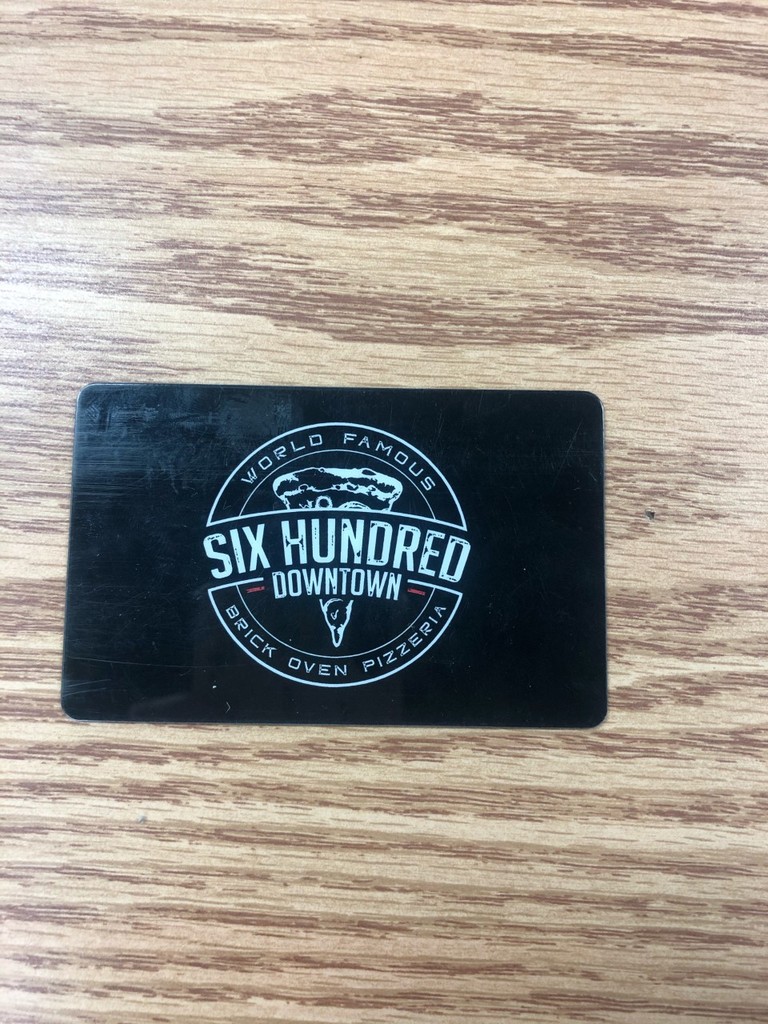 WORLD FAMOUS
SIX HUNDRED
DOWNTOWN
BRICK OVEN PIZZERIA